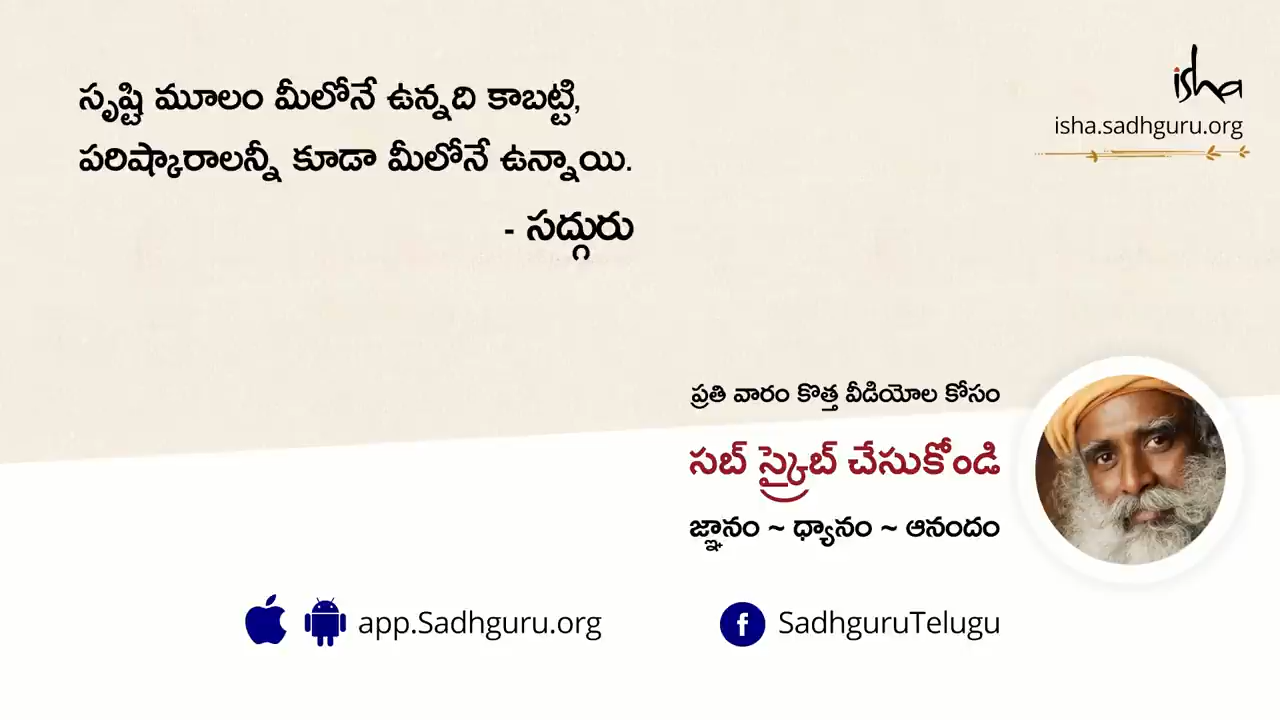 సృష్టి మూలం మీలోనే ఉన్నది కాబట్టి,
పరిష్కారాలన్నీ కూడా మీలోనే ఉన్నాయి.
- సద్గురు
isha
isha.sadhguru.org
ప్రతి వారం కొత్త వీడియోల కోసం
సబ్ స్క్రైబ్ చేసుకోండి
జ్ఞానం ~ ధ్యానం ~ ఆనందం
app.Sadhguru.org
SadhguruTelugu